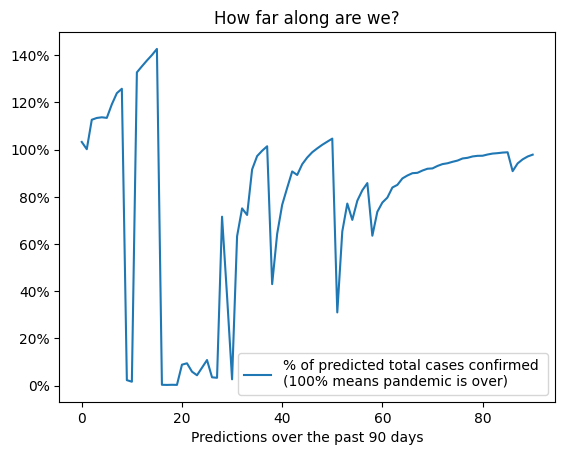 How far along are we?
140%
120%
100%
80%
60%
40%
20%
0%
% of predicted total cases confirmed
(100% means pandemic is over)
0 20 40 60 80
Predictions over the past 90 days